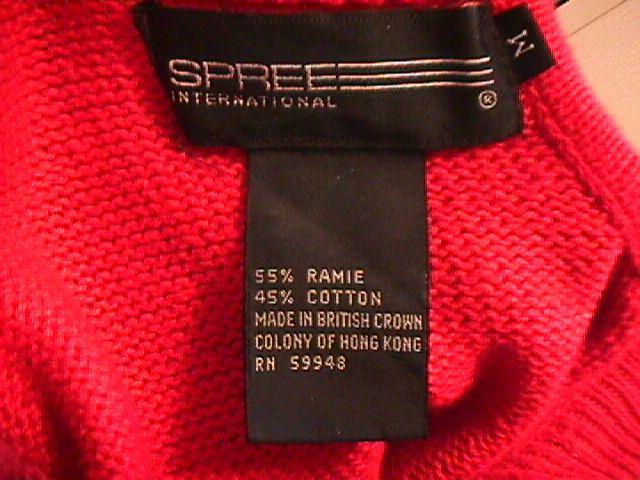 SPREE
INTERNATIONAL ®
M
55% RAMIE
45% COTTON
MADE IN BRITISH CROWN
COLONY OF HONG KONG
RN 59948